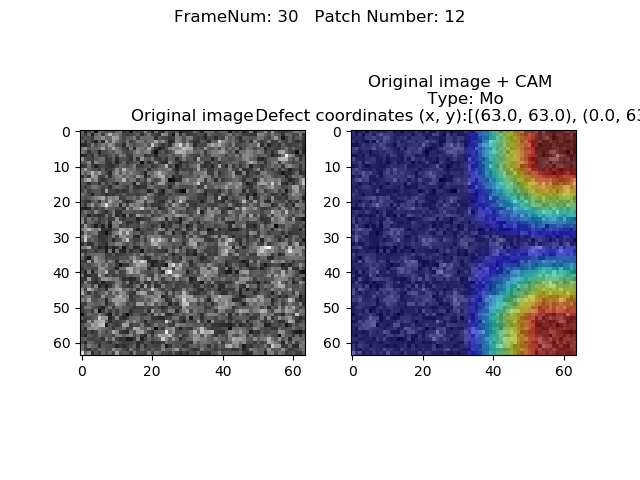 FrameNum: 30   Patch Number: 12
Original image + CAM
Type: Mo
Original image
Defect coordinates (x, y):[(63.0, 63.0), (0.0, 63
0
10
20
30
40
50
60
0 20 40 60
0
10
20
30
40
50
60
0 20 40 60